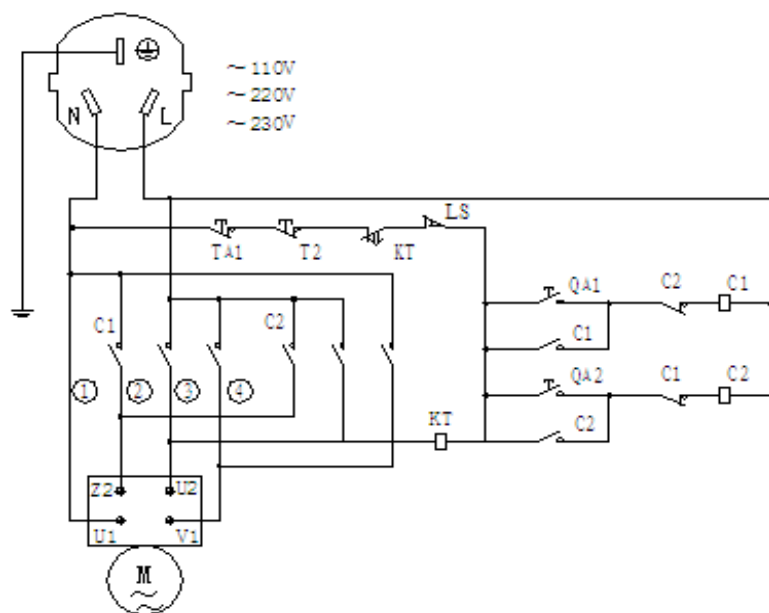 ~110V
~220V
~230V
N L
LS
TA1 T2 KT
QA1 C2 C1
C1 C2
C1
① ② ③ ④
QA2 C1 C2
KT C2
Z2 U2
U1 V1
M